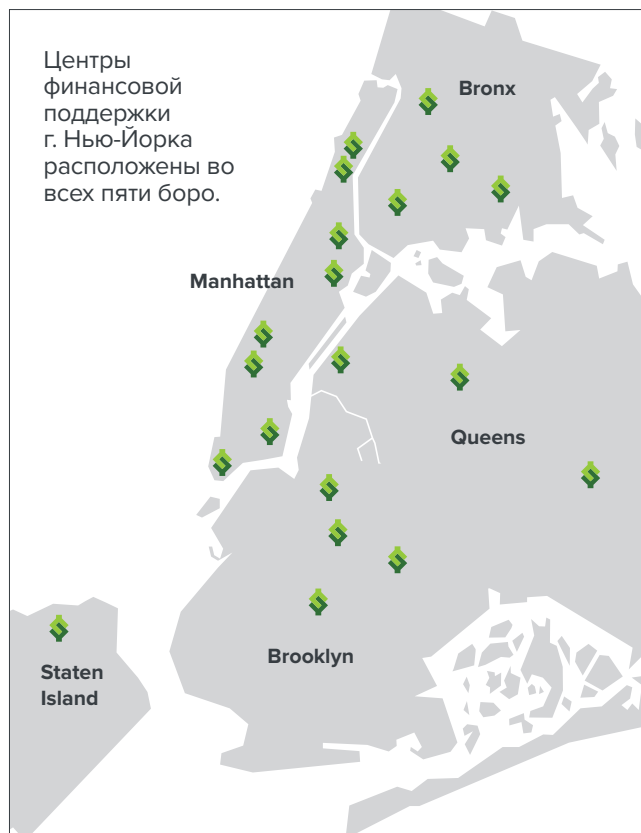 Центры
финансовой
поддержки
г. Нью-Йорка
расположены во
всех пяти боро.
Bronx
Manhattan
Queens
Brooklyn
Staten
Island